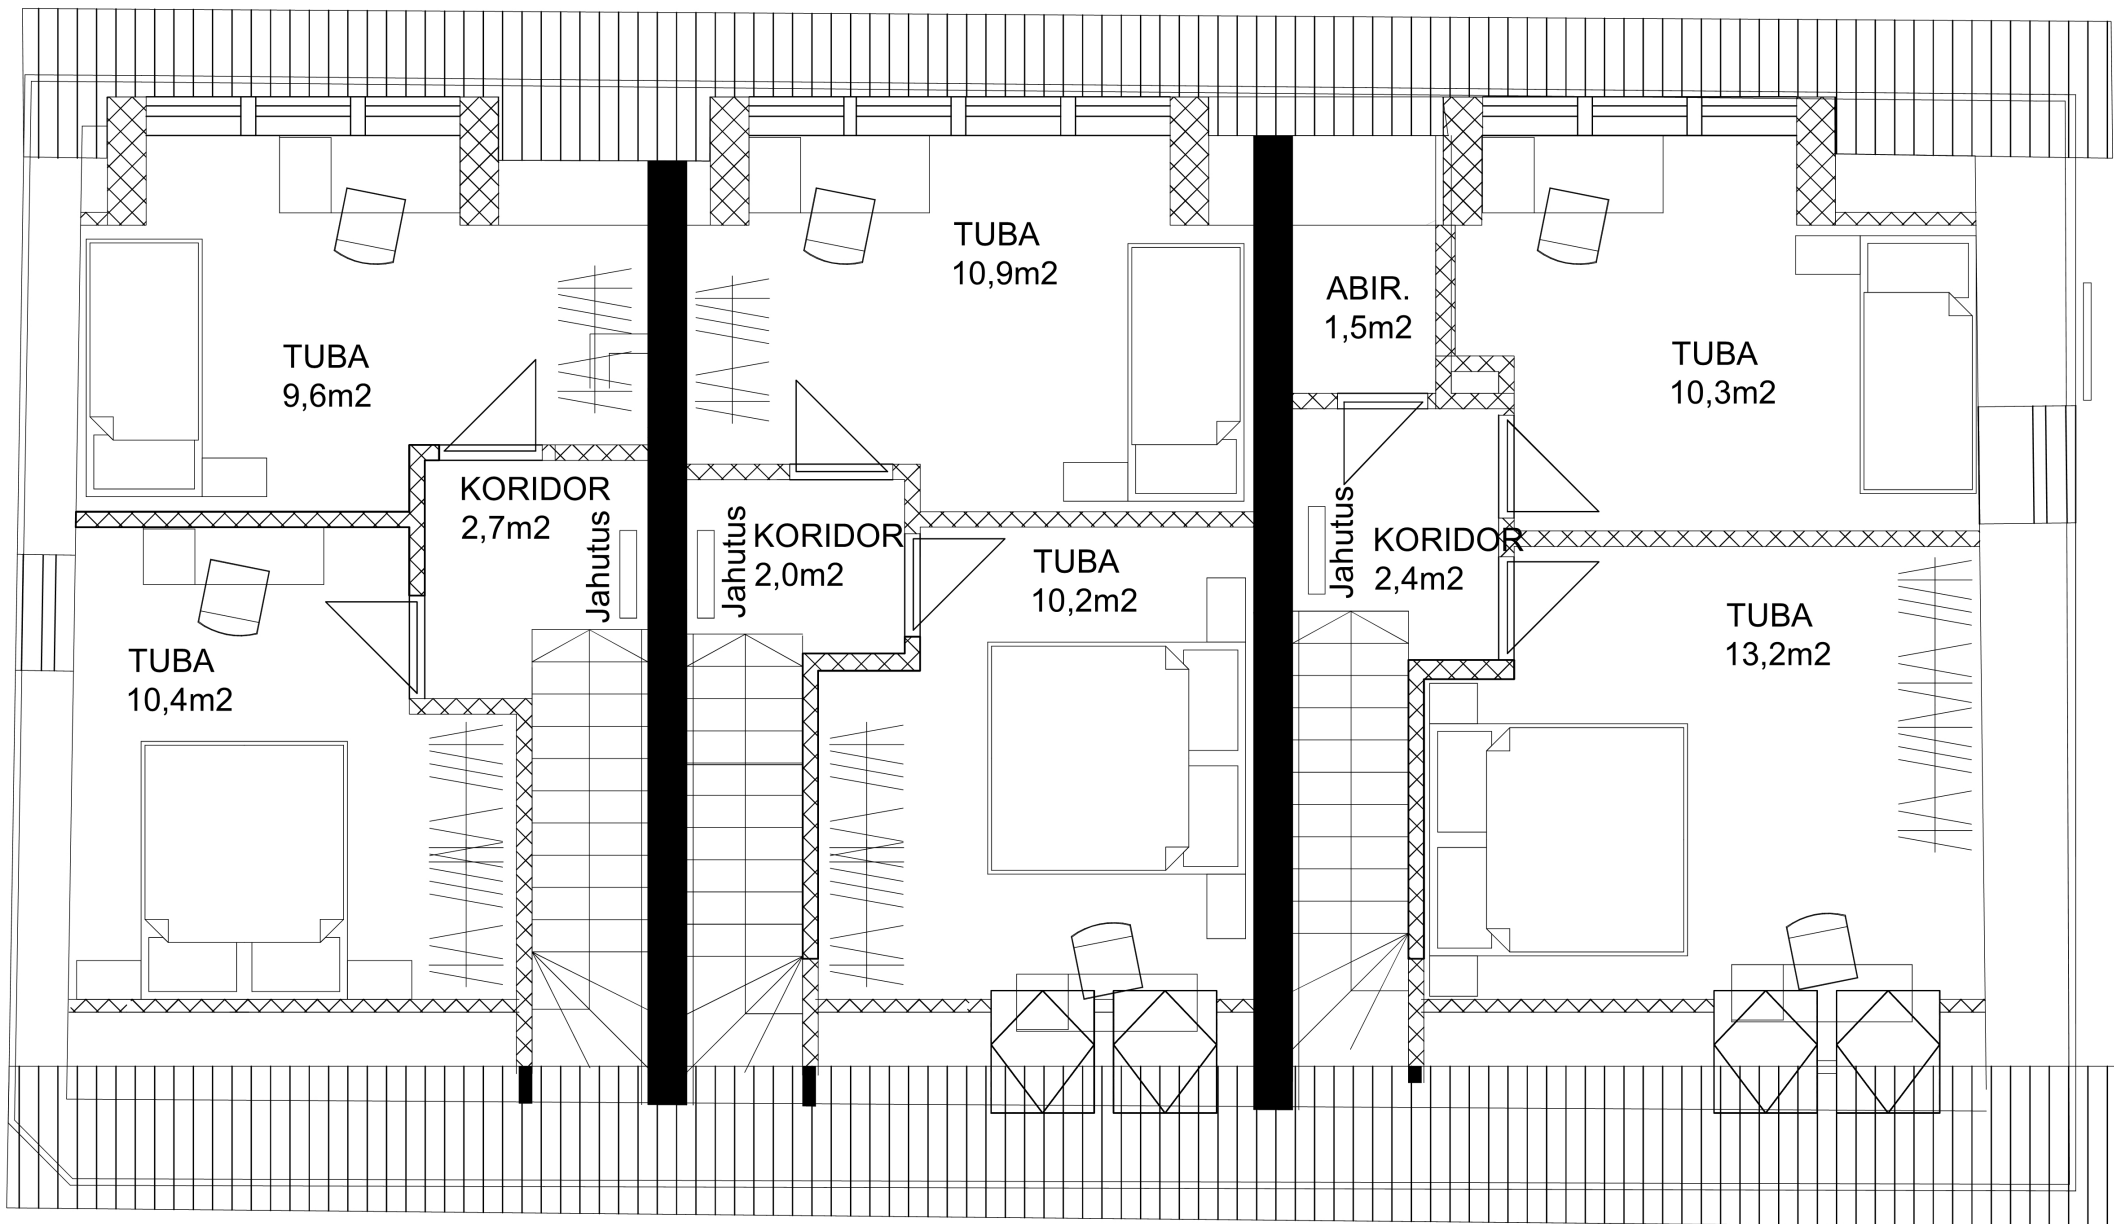 TUBA
9,6m2
KORIDOR
2,7m2
Jahutus
TUBA
10,4m2
TUBA
10,9m2
Jahutus
KORIDOR
2,0m2
TUBA
10,2m2
ABIR.
1,5m2
Jahutus
KORIDOR
2,4m2
TUBA
10,3m2
TUBA
13,2m2